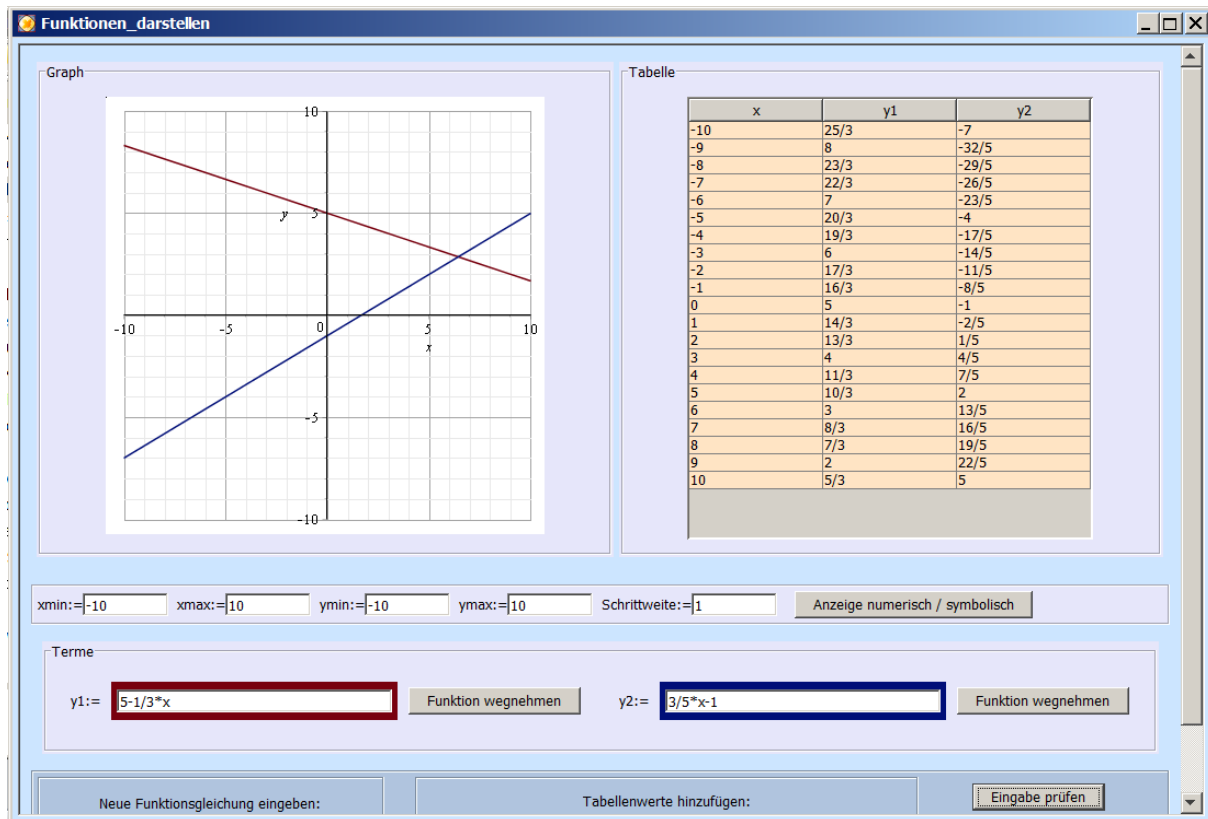 Funktionen_darstellen
Graph
10
y 5
-10 -5 0 5 10
x
-5
-10
Tabelle
x y1 y2
-10 25/3 -7
-9 8 -32/5
-8 23/3 -29/5
-7 22/3 -26/5
-6 7 -23/5
-5 20/3 -4
-4 19/3 -17/5
-3 6 -14/5
-2 17/3 -11/5
-1 16/3 -8/5
0 5 -1
1 14/3 -2/5
2 13/3 1/5
3 4 4/5
4 11/3 7/5
5 10/3 2
6 3 13/5
7 8/3 16/5
8 7/3 19/5
9 2 22/5
10 5/3 5
xmin:= -10 xmax:= 10 ymin:= -10 ymax:= 10 Schrittweite:= 1 Anzeige numerisch / symbolisch
Terme
y1:= 5-1/3*x Funktion wegnehmen y2:= 3/5*x-1 Funktion wegnehmen
Neue Funktionsgleichung eingeben: Tabellenwerte hinzufügen: Eingabe prüfen